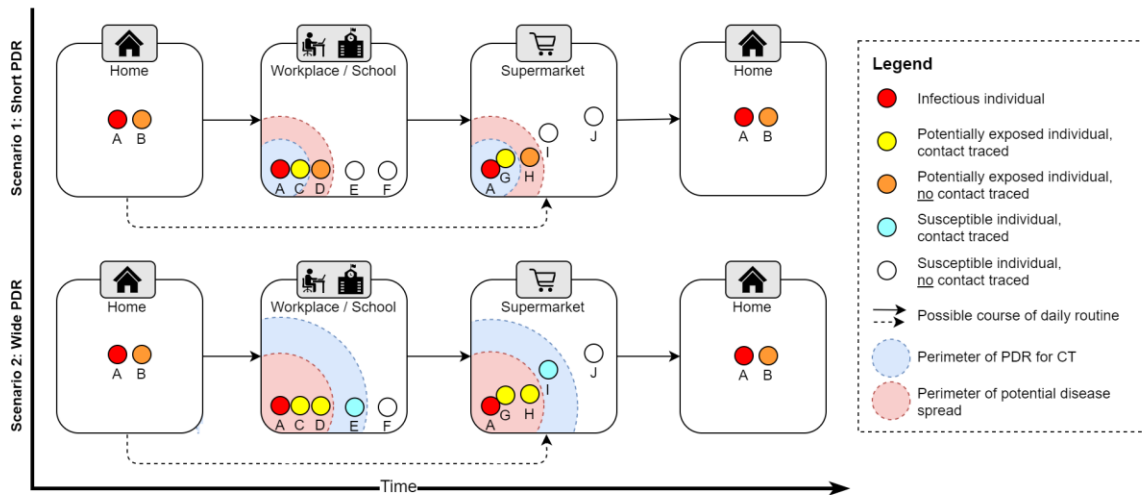 Scenario 1: Short PDR
Home
A B
Workplace / School
A C D E F
Supermarket
A G H I J
Home
A B
Scenario 2: Wide PDR
Home
A B
Workplace / School
A C D E F
Supermarket
A G H I J
Home
A B
Time
Legend
Infectious individual
Potentially exposed individual,
contact traced
Potentially exposed individual,
no contact traced
Susceptible individual,
contact traced
Susceptible individual,
no contact traced
Possible course of daily routine
Perimeter of PDR for CT
Perimeter of potential disease
spread